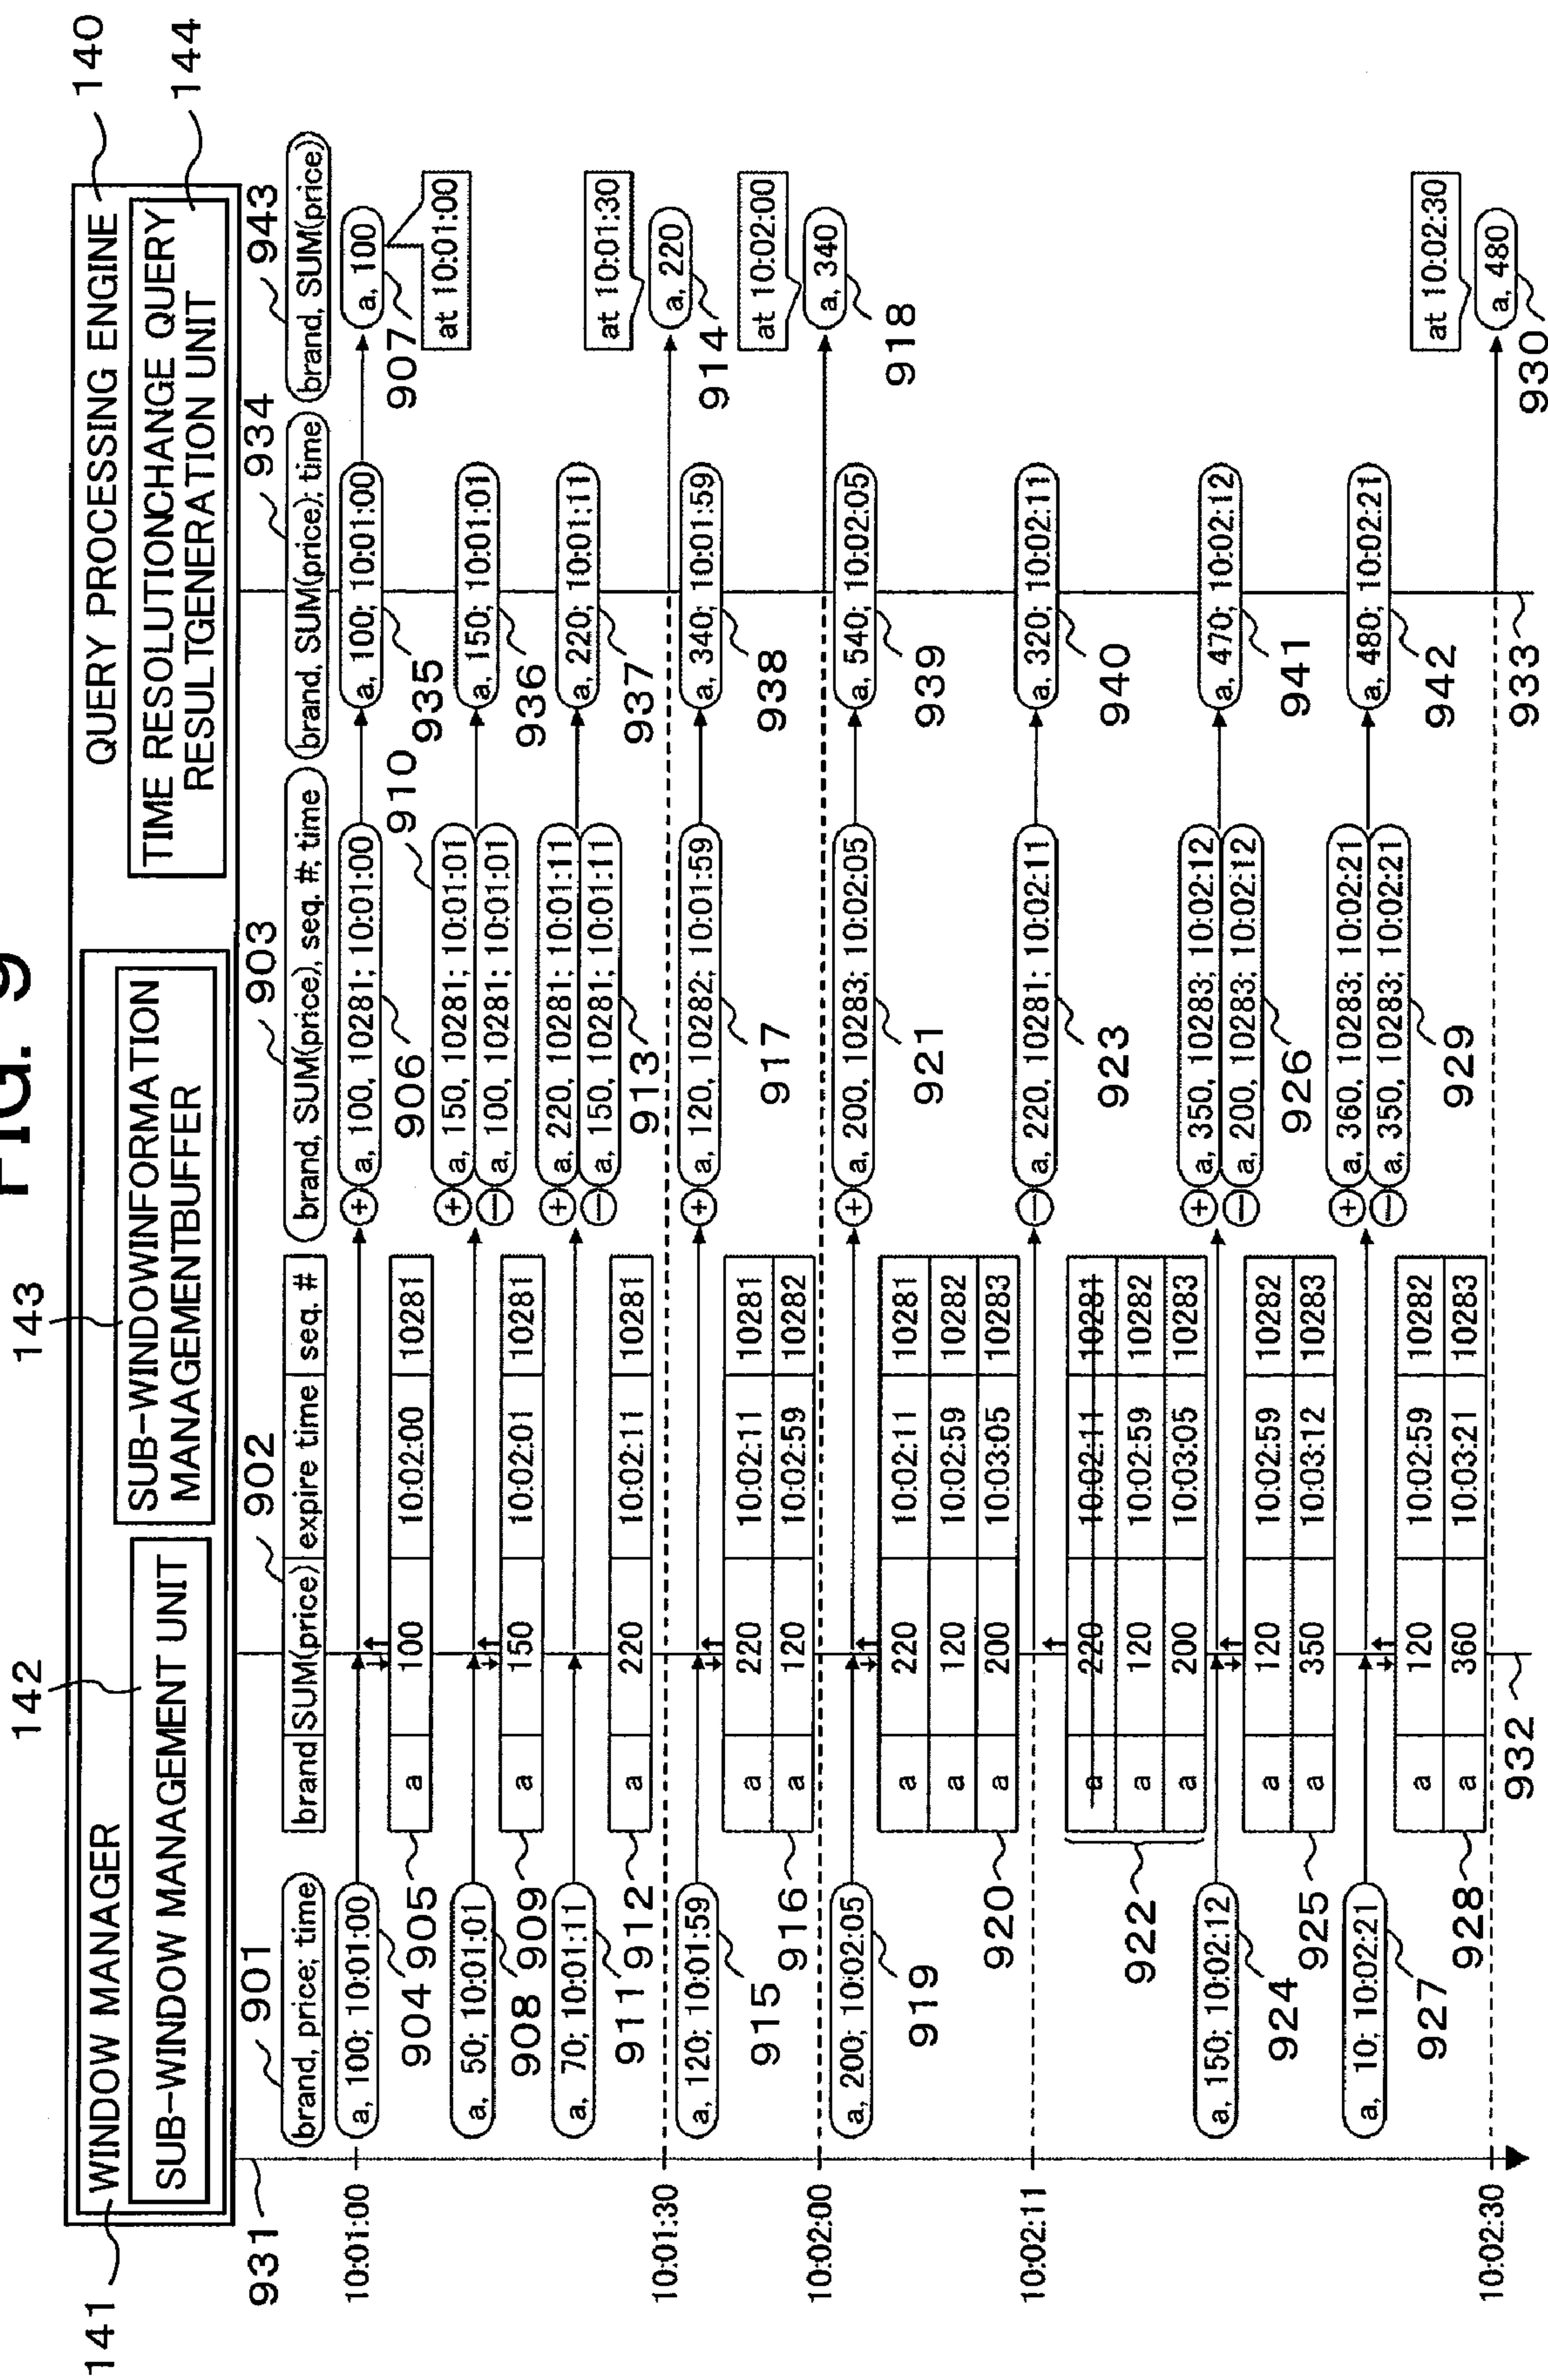 FIG. 9
140
QUERY PROCESSING ENGINE
141
WINDOW MANAGER
142
SUB-WINDOW MANAGEMENT UNIT
143
SUB-WINDOWINFORMATION
MANAGEMENTBUFFER
144
TIME RESOLUTIONCHANGE QUERY
RESULTGENERATION UNIT
931
901
902
903
934
943
brand, price; time
brand SUM(price) expire time seq. #
brand, SUM(price), seq. #; time
brand, SUM(price); time
brand, SUM(price)
10:01:00
a, 100; 10:01:00
904
+ a, 100, 10281; 10:01:00
906
a, 100; 10:01:00
935
a, 100
907
at 10:01:00
905
a 100 10:02:00 10281
a, 50; 10:01:01
908
910
+ a, 150, 10281; 10:01:01
− a, 100, 10281; 10:01:01
a, 150; 10:01:01
936
909
a 150 10:02:01 10281
a, 70; 10:01:11
911
+ a, 220, 10281; 10:01:11
− a, 150, 10281; 10:01:11
913
a, 220; 10:01:11
937
912
a 220 10:02:11 10281
10:01:30
at 10:01:30
a, 220
914
a, 120; 10:01:59
915
+ a, 120, 10282; 10:01:59
917
a, 340; 10:01:59
938
916
a 220 10:02:11 10281
a 120 10:02:59 10282
10:02:00
at 10:02:00
a, 340
918
a, 200; 10:02:05
919
+ a, 200, 10283; 10:02:05
921
a, 540; 10:02:05
939
920
a 220 10:02:11 10281
a 120 10:02:59 10282
a 200 10:03:05 10283
10:02:11
− a, 220, 10281; 10:02:11
923
a, 320; 10:02:11
940
922
a 220 10:02:11 10281
a 120 10:02:59 10282
a 200 10:03:05 10283
a, 150; 10:02:12
924
+ a, 350, 10283; 10:02:12
− a, 200, 10283; 10:02:12
926
a, 470; 10:02:12
941
925
a 120 10:02:59 10282
a 350 10:03:12 10283
a, 10; 10:02:21
927
+ a, 360, 10283; 10:02:21
− a, 350, 10283; 10:02:21
929
a, 480; 10:02:21
942
928
a 120 10:02:59 10282
a 360 10:03:21 10283
10:02:30
at 10:02:30
a, 480
930
932
933